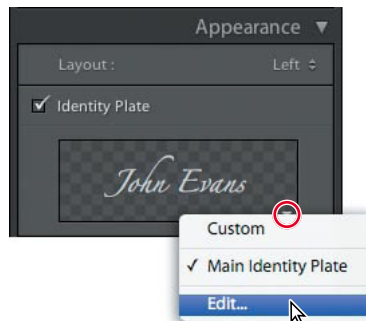 Appearance ▼
Layout : Left
Identity Plate
John Evans
Custom
✓ Main Identity Plate
Edit...